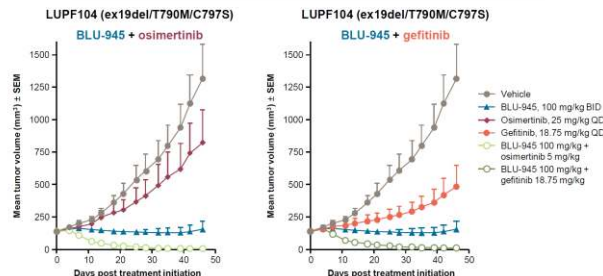 LUPF104 (ex19del/T790M/C797S)
BLU-945 + osimertinib
Mean tumor volume (mm³) ± SEM
1500
1250
1000
750
500
250
0
0 10 20 30 40 50
Days post treatment initiation
LUPF104 (ex19del/T790M/C797S)
BLU-945 + gefitinib
Mean tumor volume (mm³) ± SEM
1500
1250
1000
750
500
250
0
0 10 20 30 40 50
Days post treatment initiation
Vehicle
BLU-945, 100 mg/kg BID
Osimertinib, 25 mg/kg QD
Gefitinib, 18.75 mg/kg QD
BLU-945 100 mg/kg +
osimertinib 5 mg/kg
BLU-945 100 mg/kg +
gefitinib 18.75 mg/kg